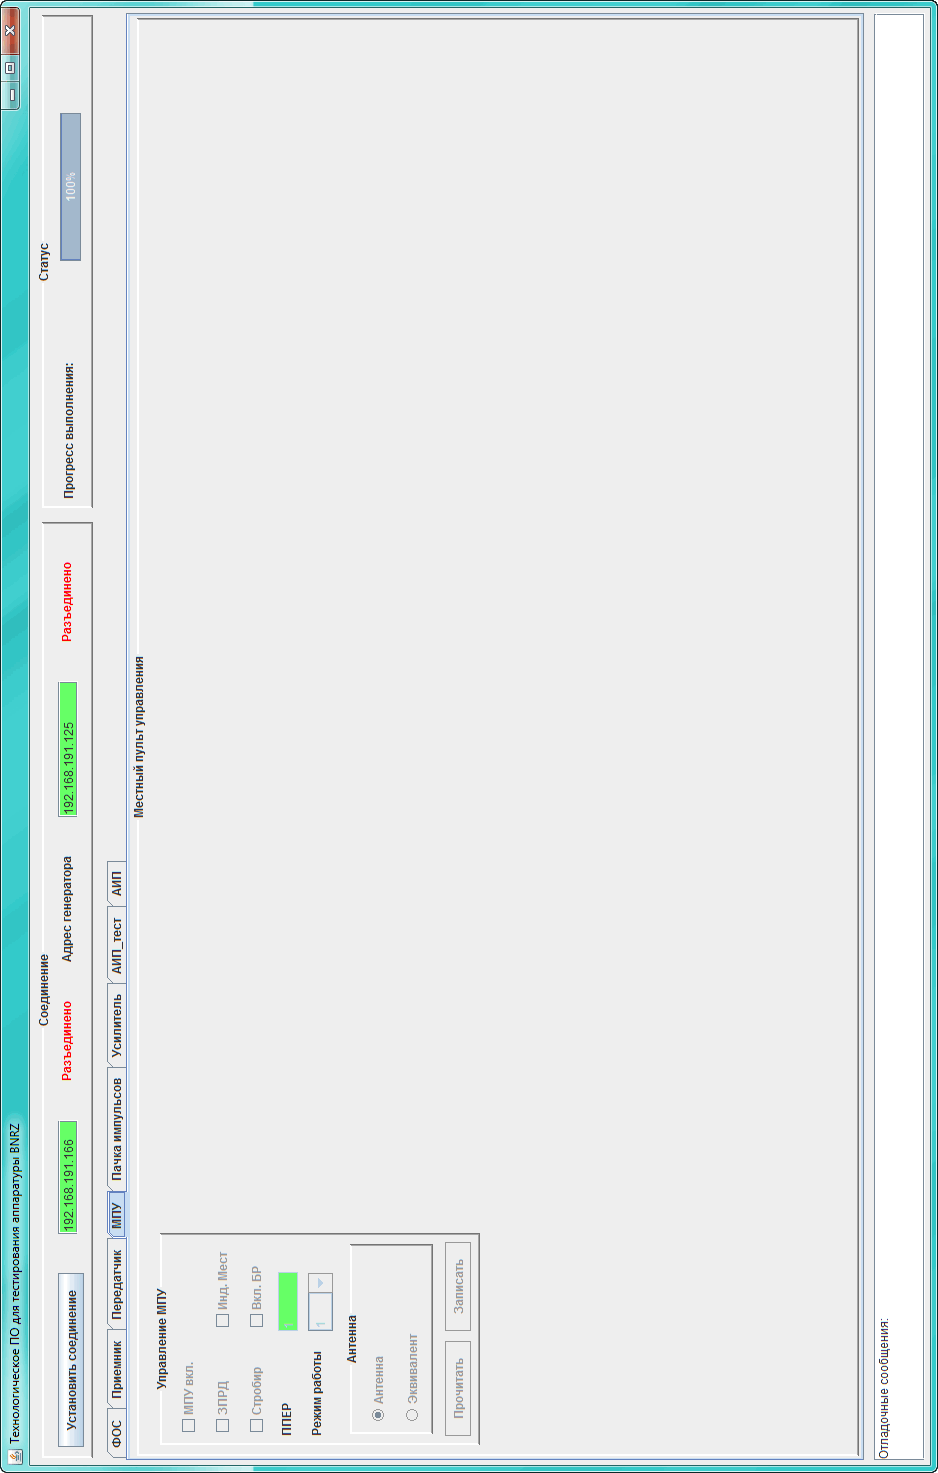 Технологическое ПО для тестирования аппаратуры BNRZ
Соединение
Установить соединение 192.168.191.166 Разъединено Адрес генератора 192.168.191.125 Разъединено
Статус
Прогресс выполнения: 100%
ФОС Приемник Передатчик МПУ Пачка импульсов Усилитель АИП_тест АИП
Местный пульт управления
Управление МПУ
МПУ вкл.
ЗПРД Инд. Мест
Стробир Вкл. БР
ППЕР
Режим работы 1
Антенна
Антенна
Эквивалент
Прочитать Записать
Отладочные сообщения: